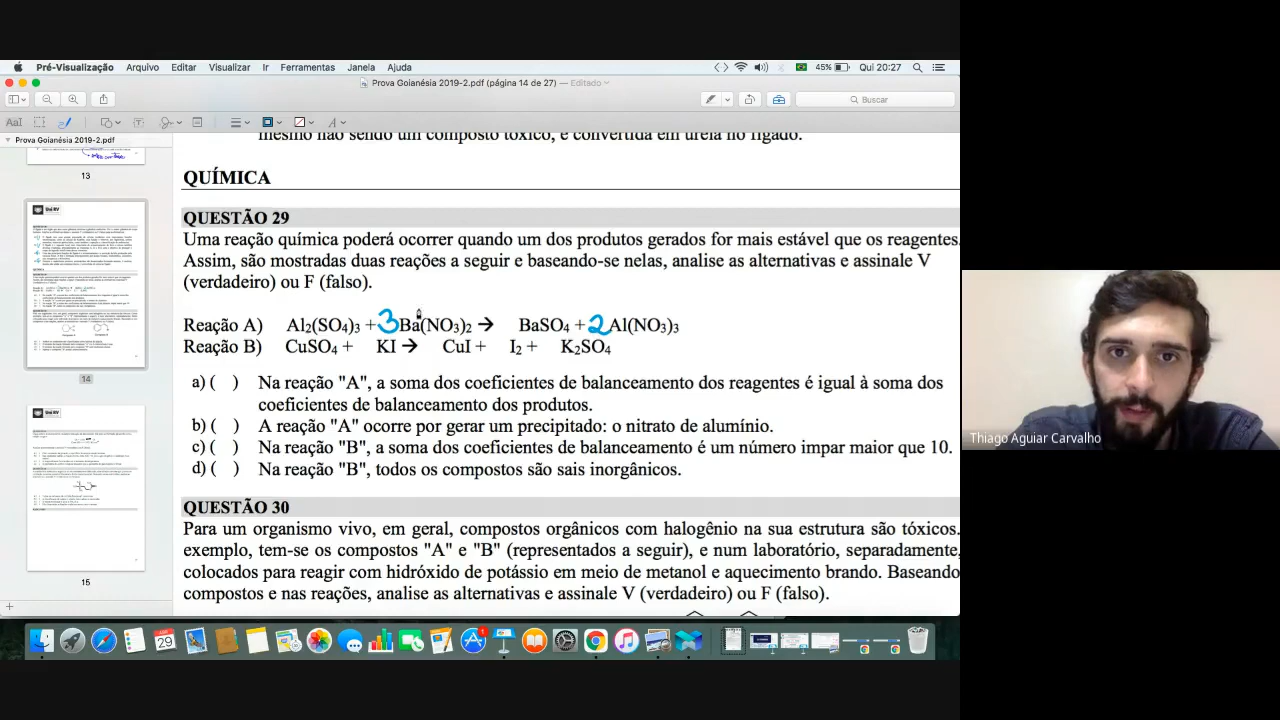 Pré-Visualização Arquivo Editar Visualizar Ir Ferramentas Janela Ajuda 45% Qui 20:27
Prova Goianésia 2019-2.pdf (página 14 de 27) — Editado
Buscar
Prova Goianésia 2019-2.pdf
13
14
15
mesmo não sendo um composto tóxico, é convertida em ureia no fígado.
QUÍMICA
QUESTÃO 29
Uma reação química poderá ocorrer quando um dos produtos gerados for mais estável que os reagentes.
Assim, são mostradas duas reações a seguir e baseando-se nelas, analise as alternativas e assinale V
(verdadeiro) ou F (falso).
Reação A) Al₂(SO₄)₃ + 3 Ba(NO₃)₂ → BaSO₄ + 2 Al(NO₃)₃
Reação B) CuSO₄ + KI → CuI + I₂ + K₂SO₄
a) ( ) Na reação "A", a soma dos coeficientes de balanceamento dos reagentes é igual à soma dos
coeficientes de balanceamento dos produtos.
b) ( ) A reação "A" ocorre por gerar um precipitado: o nitrato de alumínio.
c) ( ) Na reação "B", a soma dos coeficientes de balanceamento é um número impar maior que 10.
d) ( ) Na reação "B", todos os compostos são sais inorgânicos.
QUESTÃO 30
Para um organismo vivo, em geral, compostos orgânicos com halogênio na sua estrutura são tóxicos.
exemplo, tem-se os compostos "A" e "B" (representados a seguir), e num laboratório, separadamente,
colocados para reagir com hidróxido de potássio em meio de metanol e aquecimento brando. Baseando
compostos e nas reações, analise as alternativas e assinale V (verdadeiro) ou F (falso).
Thiago Aguiar Carvalho